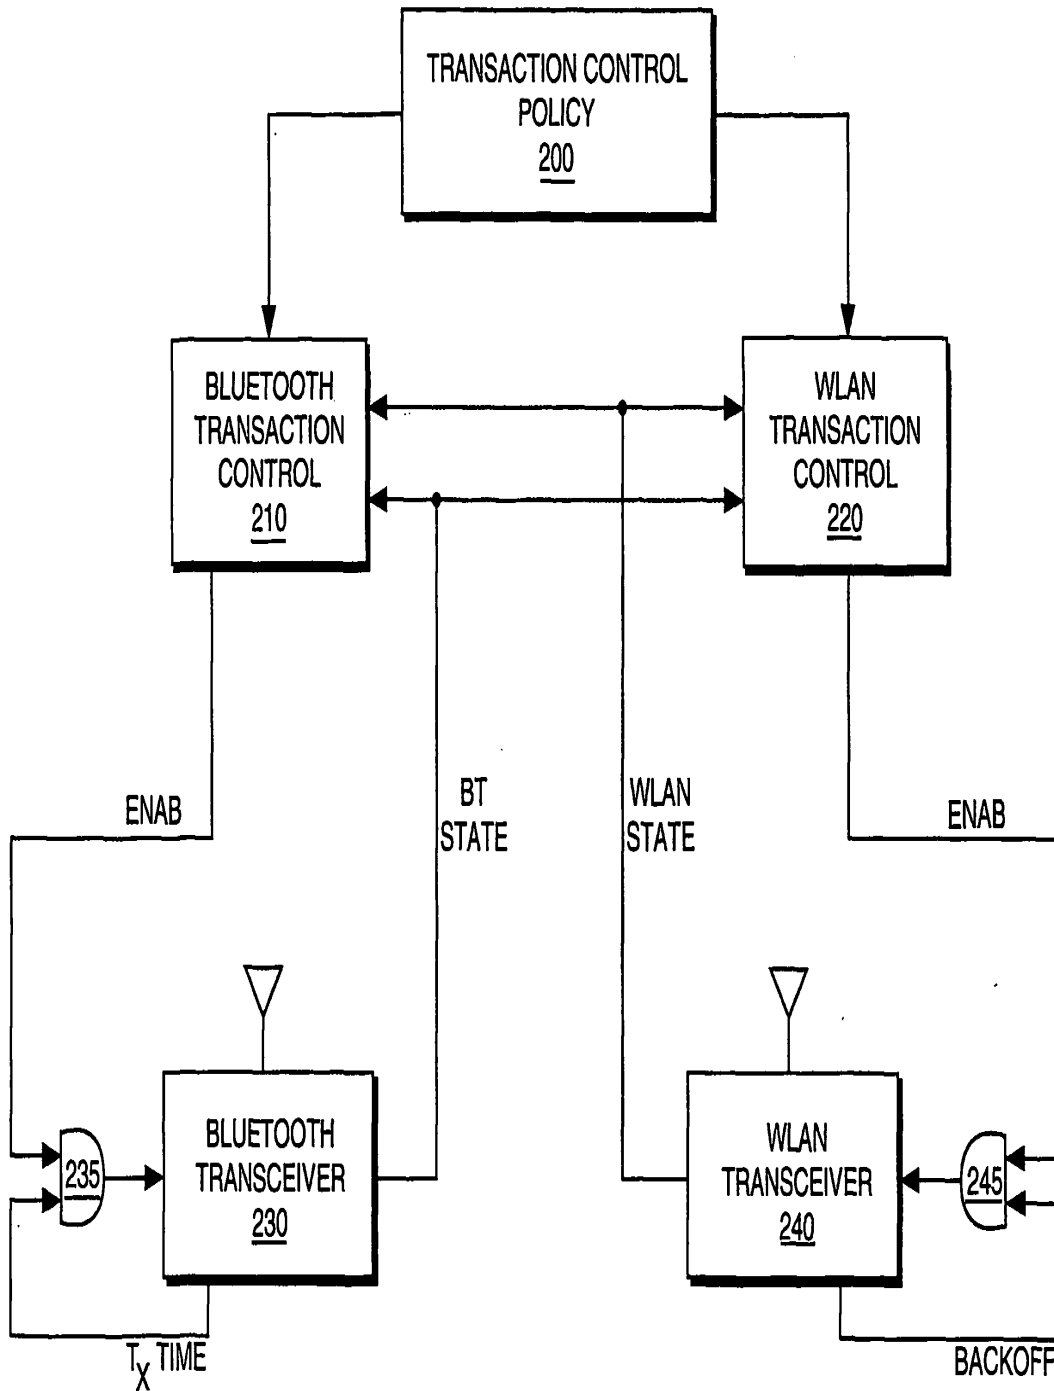 TRANSACTION CONTROL
POLICY
200
BLUETOOTH
TRANSACTION
CONTROL
210
WLAN
TRANSACTION
CONTROL
220
ENAB
BT
STATE
WLAN
STATE
ENAB
235
BLUETOOTH
TRANSCEIVER
230
WLAN
TRANSCEIVER
240
245
TX TIME
BACKOFF